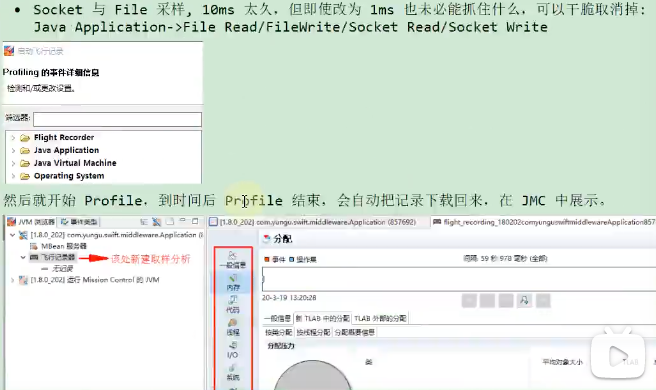 • Socket 与 File 采样, 10ms 太久, 但即使改为 1ms 也未必能抓住什么, 可以干脆取消掉:
Java Application->File Read/FileWrite/Socket Read/Socket Write
启动飞行记录
Profiling 的事件详细信息
检测和/或更改设置。
筛选器:
Flight Recorder
Java Application
Java Virtual Machine
Operating System
然后就开始 Profile, 到时间后 Profile 结束, 会自动把记录下载回来, 在 JMC 中展示。
JVM 浏览器 事件类型
[1.8.0_202] com.yungu.swift.middleware.Application (857692)
flight_recording_180202comyunguswiftmiddlewareApplication857
[1.8.0_202] com.yungu.swift.middleware.Application (8
MBean 服务器
飞行记录器
该处新建取样分析
无记录
[1.8.0_202] 运行 Mission Control 的 JVM
一般信息
内存
代码
线程
I/O
系统
分配
事件 操作集
间隔: 59 秒 978 毫秒 (全部)
20-3-19 13:20:28
一般信息 新 TLAB 中的分配 TLAB 外部的分配
按类分配 按线程分配 分配概要信息
分配压力
类
平均对象大小
TLAB